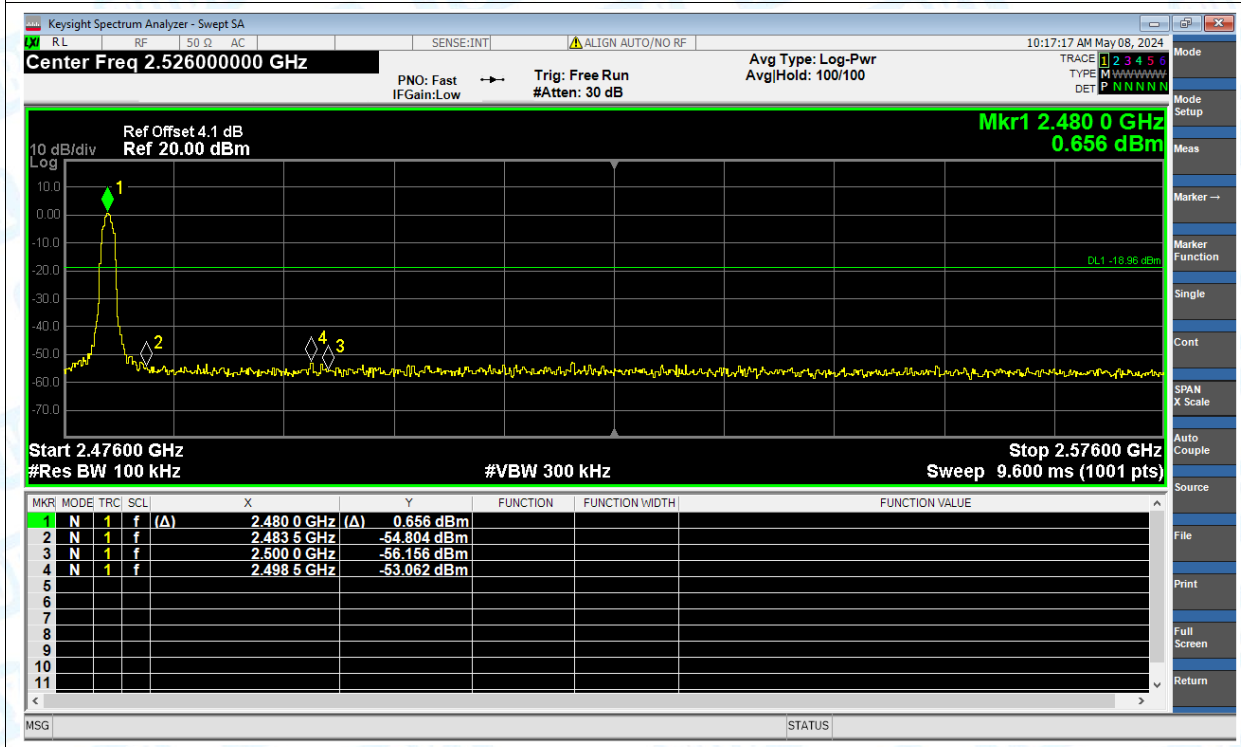 Keysight Spectrum Analyzer - Swept SA
LXI RL RF 50 Ω AC SENSE:INT ALIGN AUTO/NO RF 10:17:17 AM May 08, 2024
Center Freq 2.526000000 GHz
PNO: Fast
IFGain:Low
Trig: Free Run
#Atten: 30 dB
Avg Type: Log-Pwr
Avg|Hold: 100/100
TRACE 1 2 3 4 5 6
TYPE M WWWWW
DET P N N N N N
Ref Offset 4.1 dB
Ref 20.00 dBm
10 dB/div
Log
Mkr1 2.480 0 GHz
0.656 dBm
10.0
0.00
-10.0
-20.0
-30.0
-40.0
-50.0
-60.0
-70.0
1
2
4
3
DL1 -18.96 dBm
Start 2.47600 GHz
Stop 2.57600 GHz
#Res BW 100 kHz
#VBW 300 kHz
Sweep 9.600 ms (1001 pts)
MKR MODE TRC SCL X Y FUNCTION FUNCTION WIDTH FUNCTION VALUE
1 N 1 f (Δ) 2.480 0 GHz (Δ) 0.656 dBm
2 N 1 f 2.483 5 GHz -54.804 dBm
3 N 1 f 2.500 0 GHz -56.156 dBm
4 N 1 f 2.498 5 GHz -53.062 dBm
5
6
7
8
9
10
11
MSG
STATUS
Mode
Mode
Setup
Meas
Marker →
Marker
Function
Single
Cont
SPAN
X Scale
Auto
Couple
Source
File
Print
Full
Screen
Return